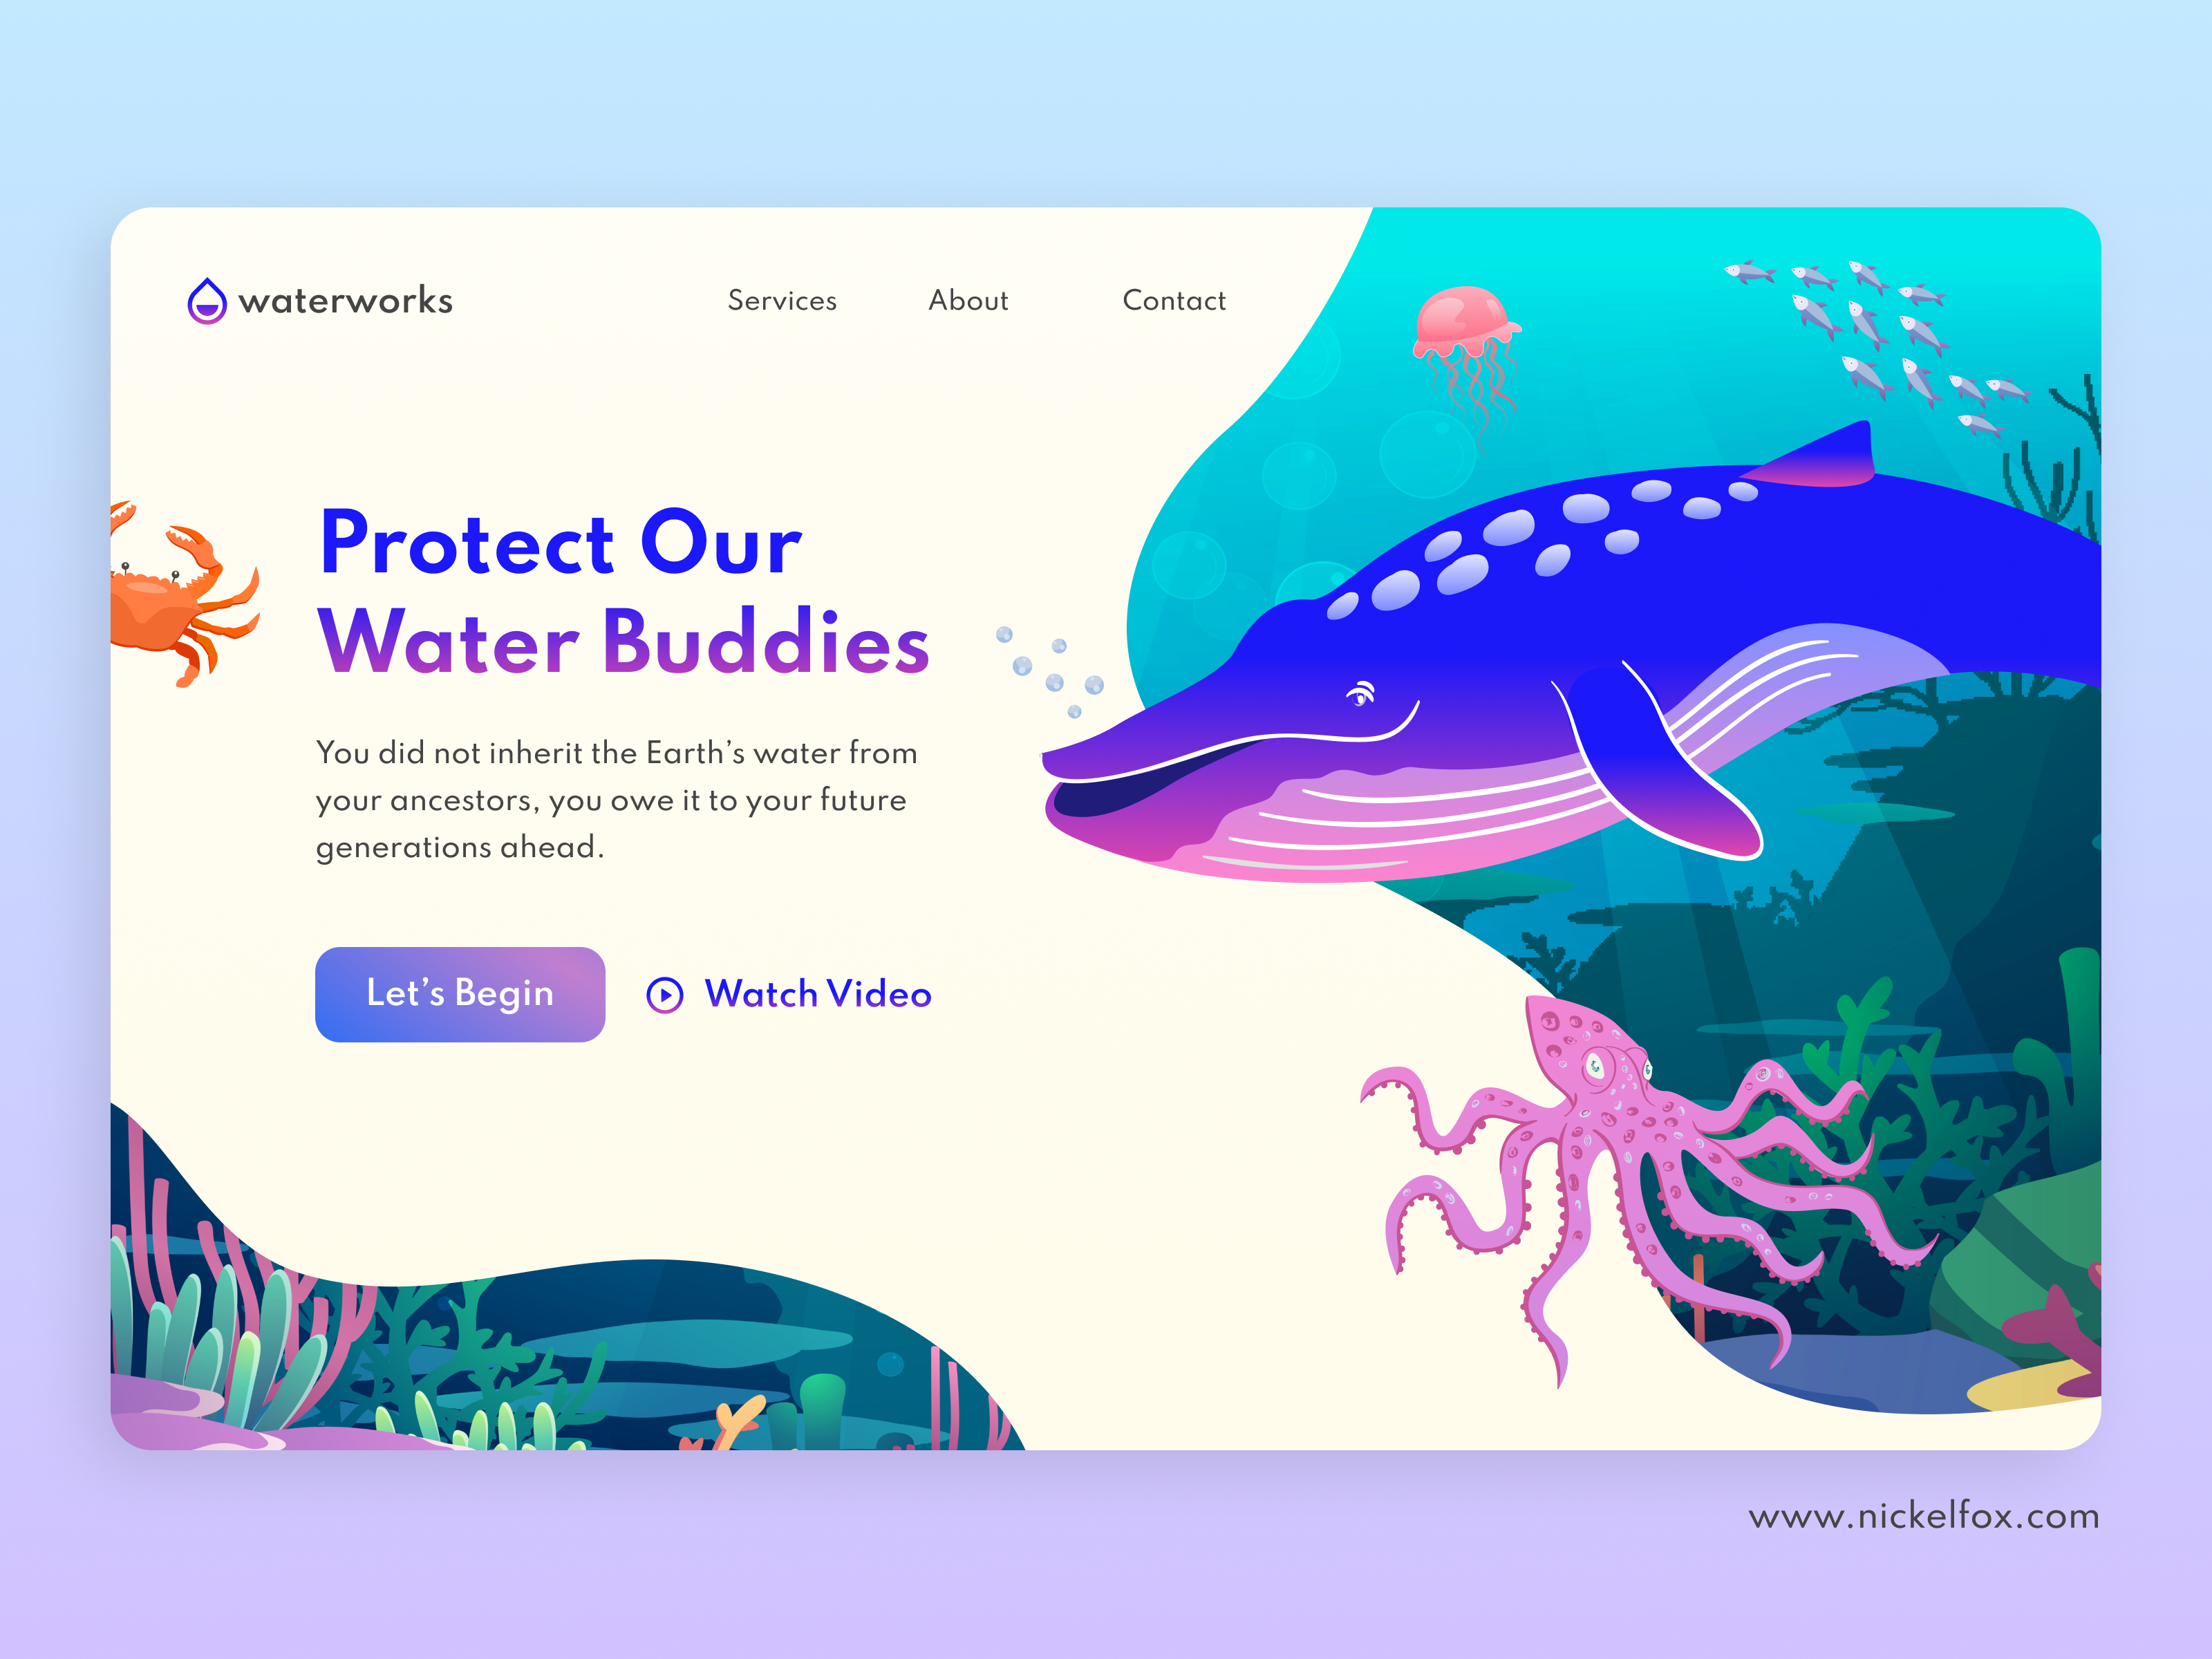 waterworks
Services
About
Contact
Protect Our
Water Buddies
You did not inherit the Earth’s water from
your ancestors, you owe it to your future
generations ahead.
Let’s Begin
Watch Video
www.nickelfox.com